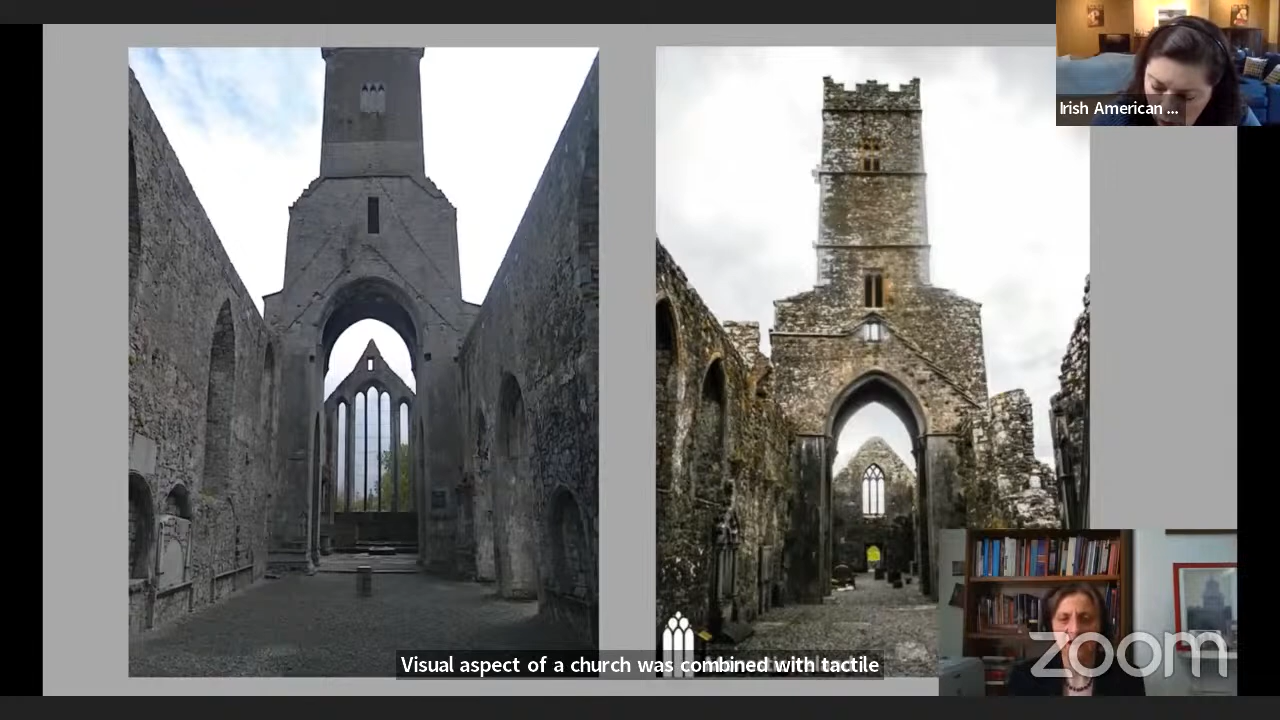 Irish American ...
Visual aspect of a church was combined with tactile
zoom